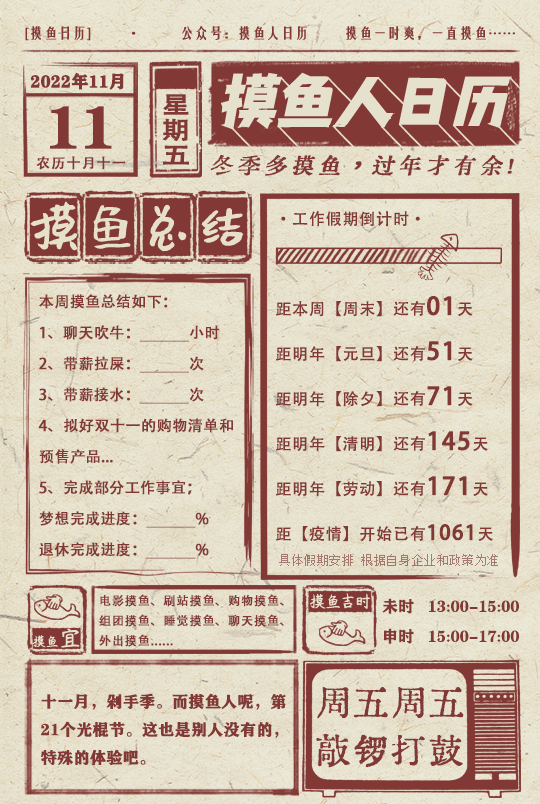 [摸鱼日历] · 公众号：摸鱼人日历 摸鱼一时爽，一直摸鱼······
2022年11月
11
农历十月十一
星期五
摸鱼人日历
冬季多摸鱼，过年才有余！
摸鱼总结
本周摸鱼总结如下：
1、聊天吹牛：_____小时
2、带薪拉屎：_____次
3、带薪接水：_____次
4、拟好双十一的购物清单和
预售产品...
5、完成部分工作事宜；
梦想完成进度：_____%
退休完成进度：_____%
·工作假期倒计时·
距本周【周末】还有01天
距明年【元旦】还有51天
距明年【除夕】还有71天
距明年【清明】还有145天
距明年【劳动】还有171天
距【疫情】开始已有1061天
具体假期安排 根据自身企业和政策为准
摸鱼宜
电影摸鱼、刷站摸鱼、购物摸鱼、
组团摸鱼、睡觉摸鱼、聊天摸鱼、
外出摸鱼......
摸鱼吉时
未时 13:00-15:00
申时 15:00-17:00
十一月，剁手季。而摸鱼人呢，第
21个光棍节。这也是别人没有的，
特殊的体验吧。
周五周五
敲锣打鼓